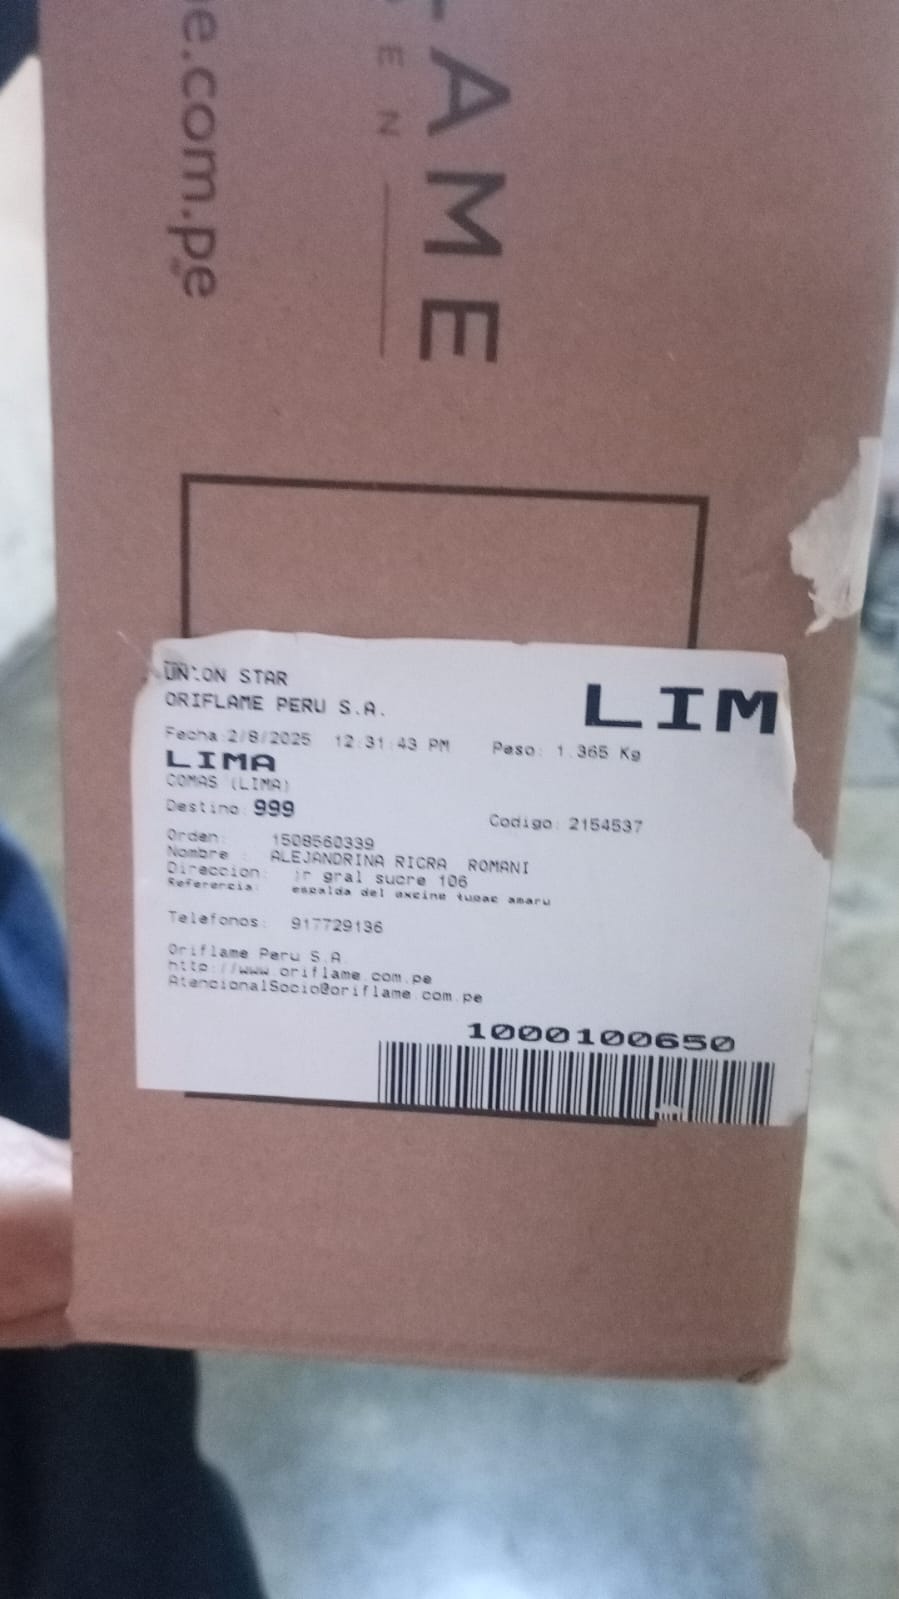 e.com.pe
E N
AME
UNION STAR
ORIFLAME PERU S.A.
LIM
Fecha:2/8/2025 12:31:43 PM Peso: 1.365 Kg
LIMA
COMAS (LIMA)
Destino: 999
Codigo: 2154537
Orden: 1508560339
Nombre : ALEJANDRINA RICRA ROMANI
Direccion: jr gral sucre 106
Referencia: espalda del excine tupac amaru
Telefonos: 917729136
Oriflame Peru S.A.
http://www.oriflame.com.pe
AtencionalSocio@oriflame.com.pe
1000100650